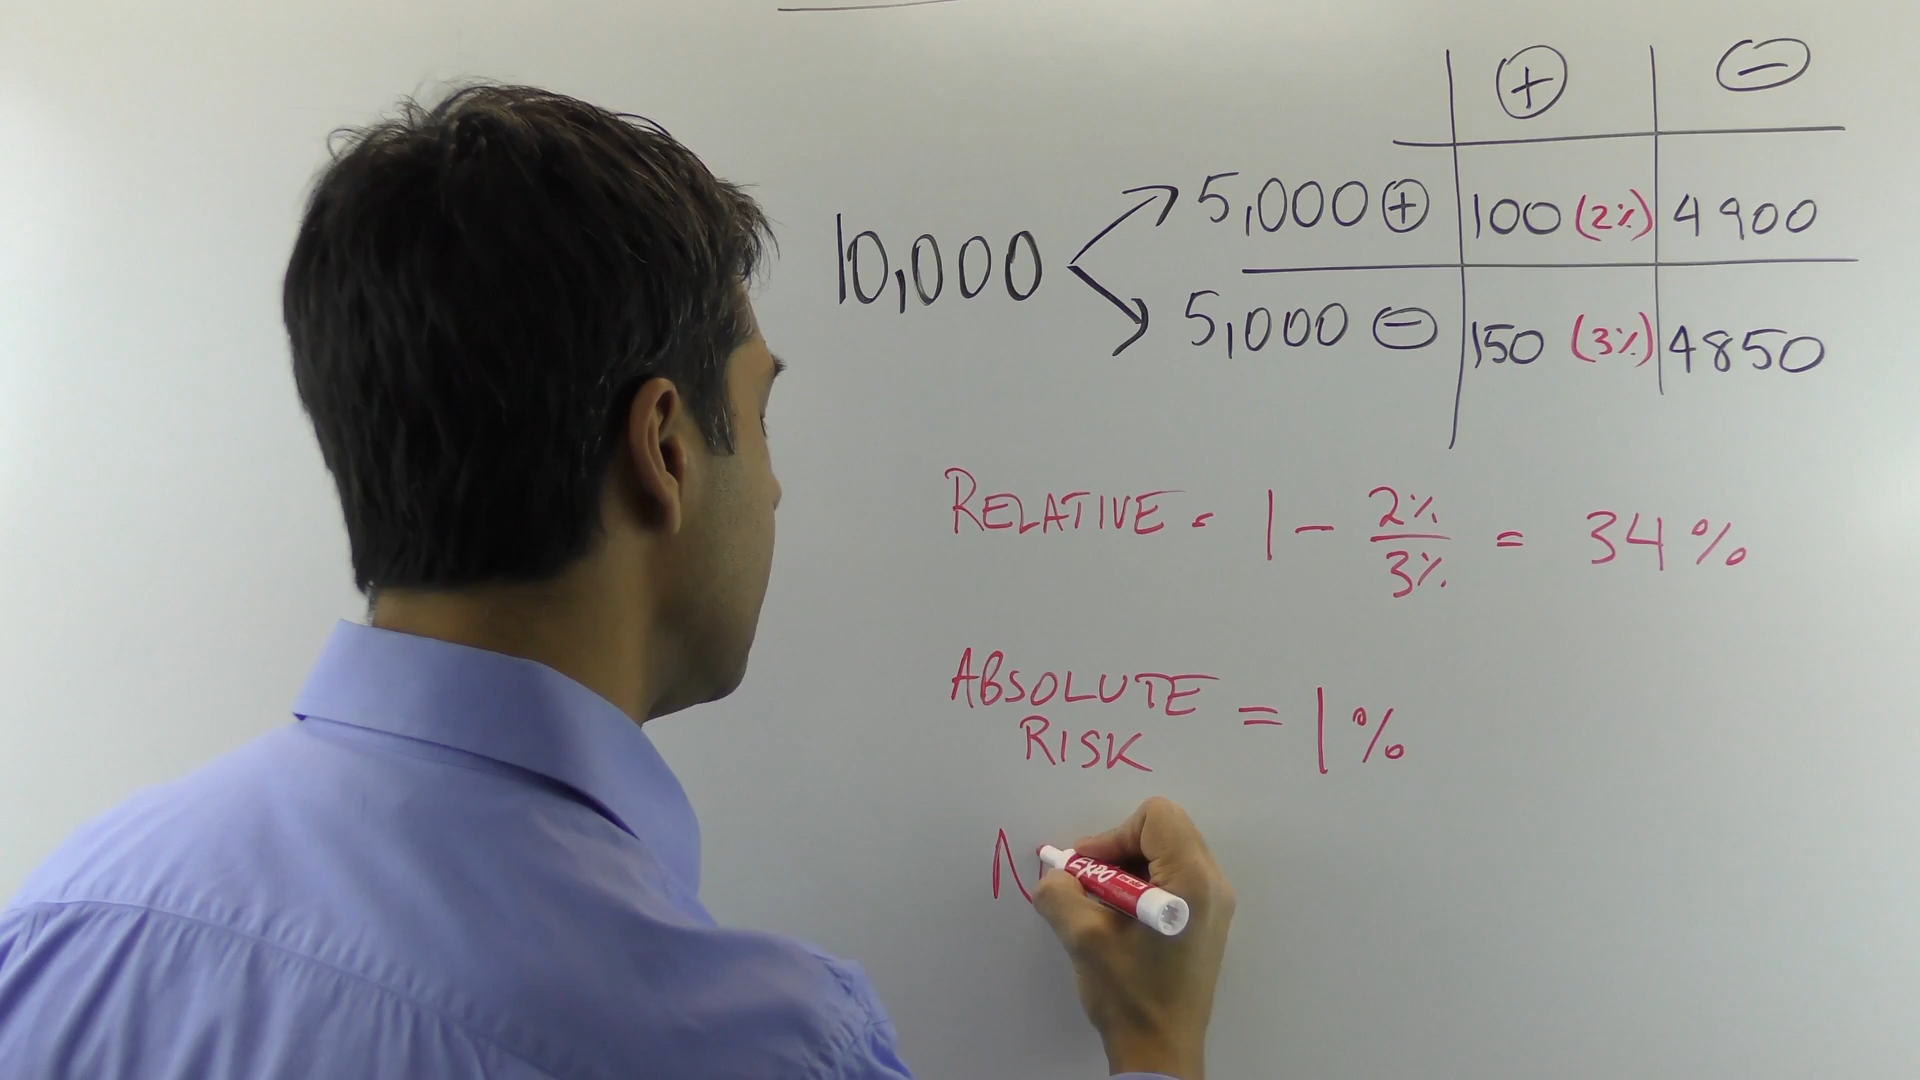 ⊕ ⊖
10,000 5,000 ⊕ 100 (2%) 4900
5,000 ⊖ 150 (3%) 4850
RELATIVE = 1 - 2% / 3% = 34%
ABSOLUTE
RISK = 1%
N
EXPO